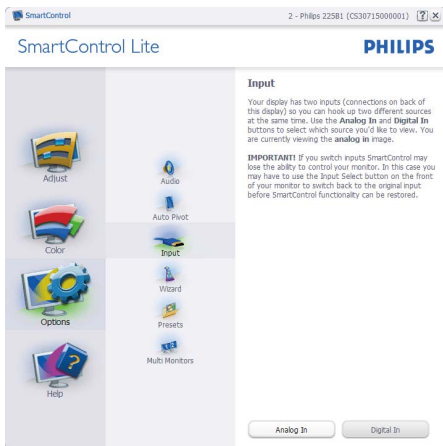 SmartControl
2 - Philips 225B1 (CS30715000001)
?
SmartControl Lite
PHILIPS
Adjust
Color
Options
Help
Audio
Auto Pivot
Input
Wizard
Presets
Multi Monitors
Input
Your display has two inputs (connections on back of
this display) so you can hook up two different sources
at the same time. Use the Analog In and Digital In
buttons to select which source you'd like to view. You
are currently viewing the analog in image.
IMPORTANT! If you switch inputs SmartControl may
lose the ability to control your monitor. In this case you
may have to use the Input Select button on the front
of your monitor to switch back to the original input
before SmartControl functionality can be restored.
Analog In
Digital In